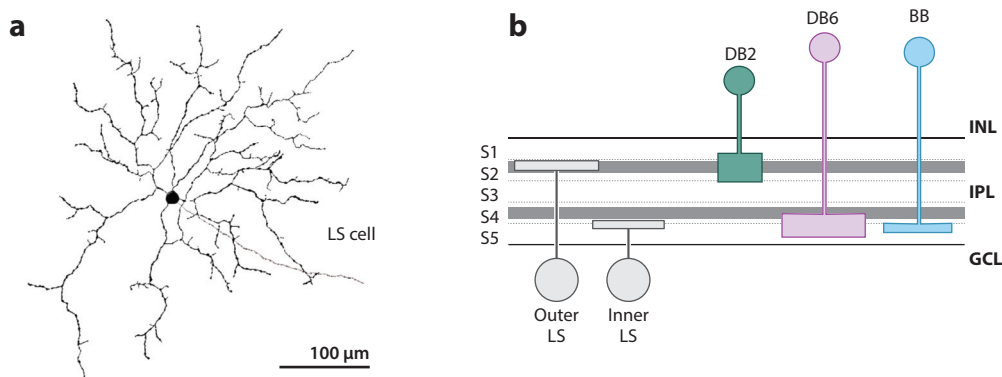 a
LS cell
100 µm
b
DB2
DB6
BB
INL
S1
S2
S3
S4
S5
IPL
GCL
Outer
LS
Inner
LS